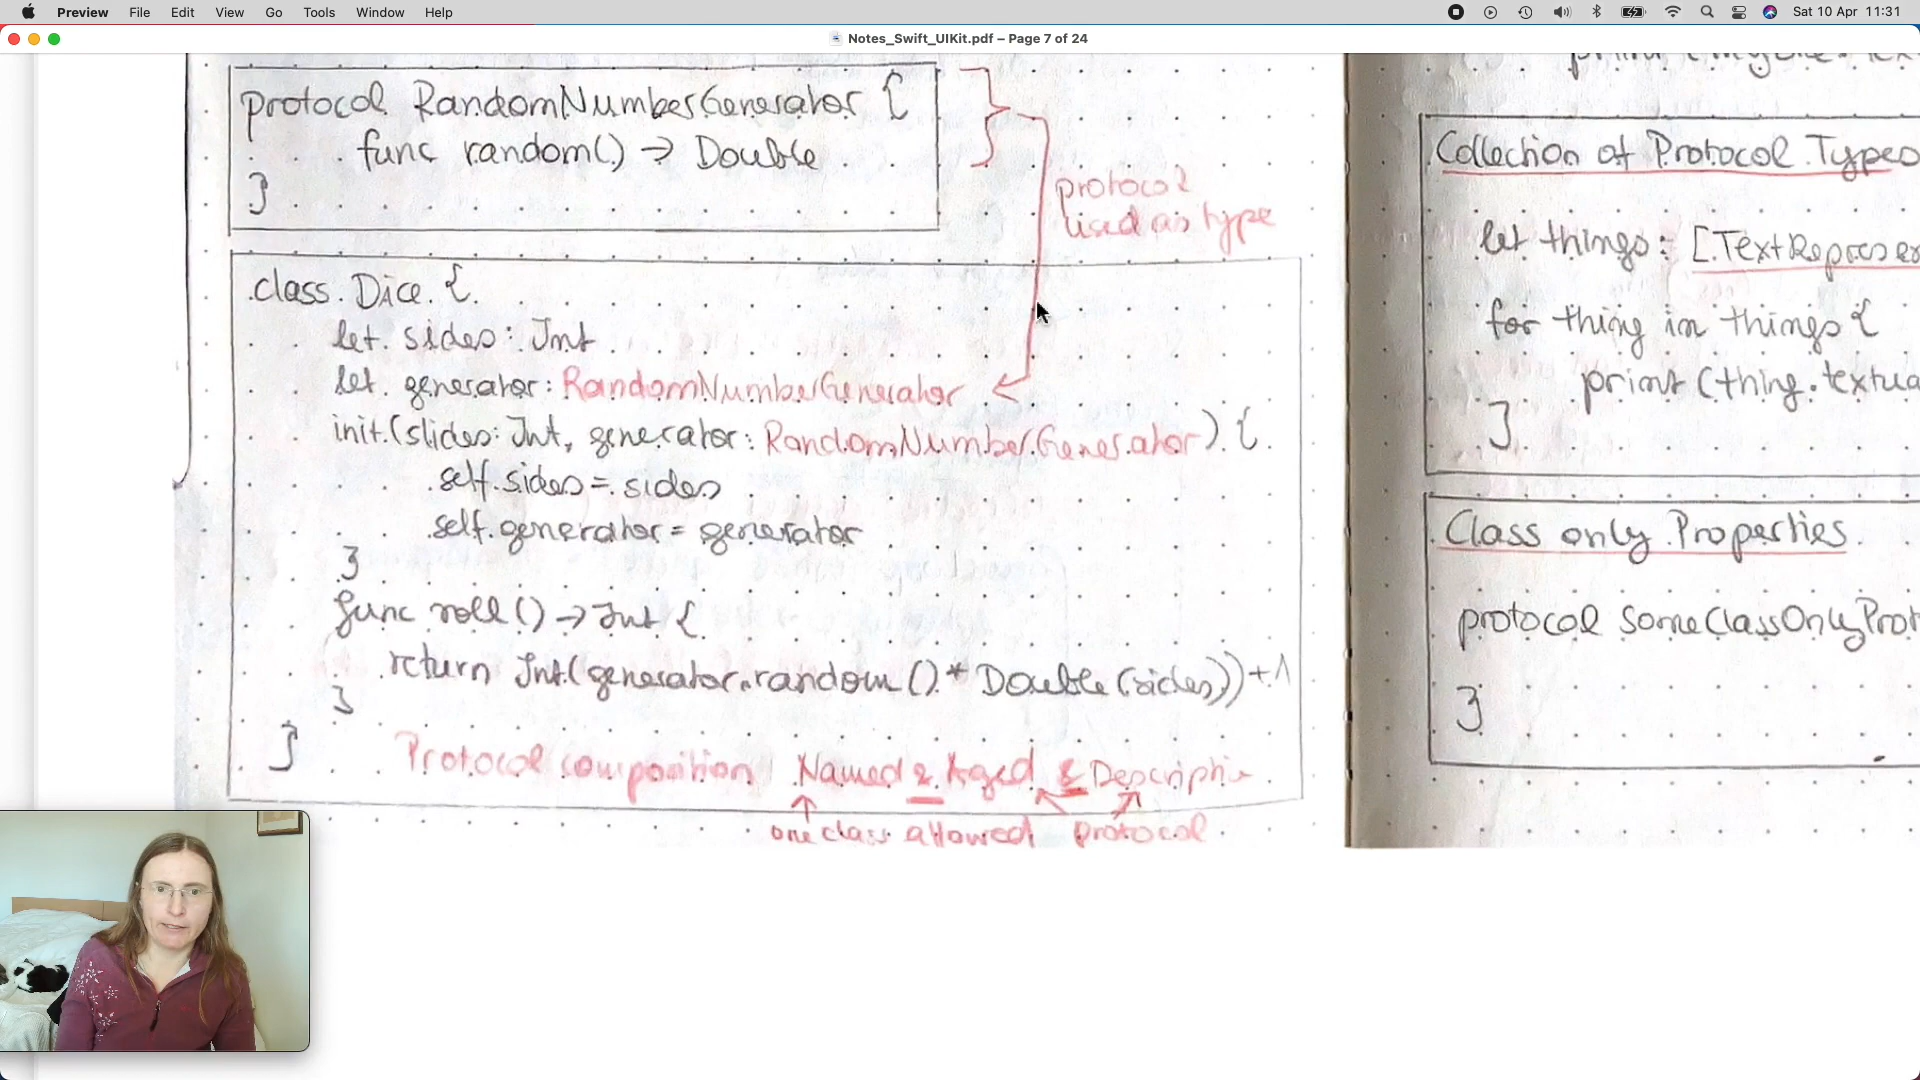 Preview File Edit View Go Tools Window Help Sat 10 Apr 11:31
Notes_Swift_UIKit.pdf – Page 7 of 24
protocol RandomNumberGenerator {
func random() → Double
}
protocol
used as type
class Dice {
let sides: Int
let generator: RandomNumberGenerator
init(slides: Int, generator: RandomNumberGenerator) {
self.sides = sides
self.generator = generator
}
func roll() → Int {
return Int(generator.random() * Double(sides)) + 1
}
}
Protocol composition Named & Aged & Descriptio
one class allowed protocol
Collection of Protocol Types
let things: [TextRepreser
for thing in things {
print (thing.textua
}
Class only Properties
protocol SomeClassOnlyProt
}